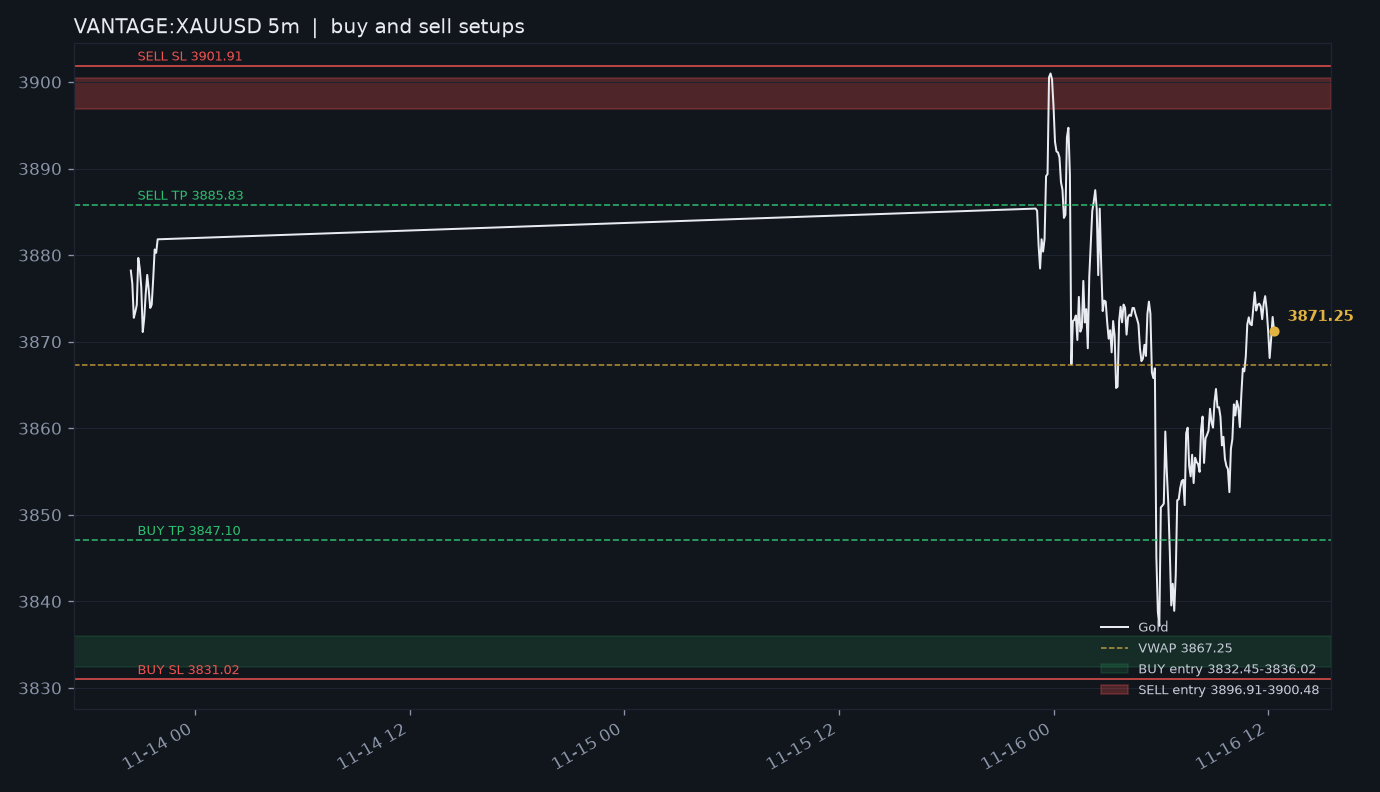 VANTAGE:XAUUSD 5m | buy and sell setups
SELL SL 3901.91
3900
3890
SELL TP 3885.83
3880
3871.25
3870
3860
3850
BUY TP 3847.10
3840
Gold
VWAP 3867.25
BUY SL 3831.02
BUY entry 3832.45-3836.02
3830
SELL entry 3896.91-3900.48
11-14 00
11-14 12
11-15 00
11-15 12
11-16 00
11-16 12